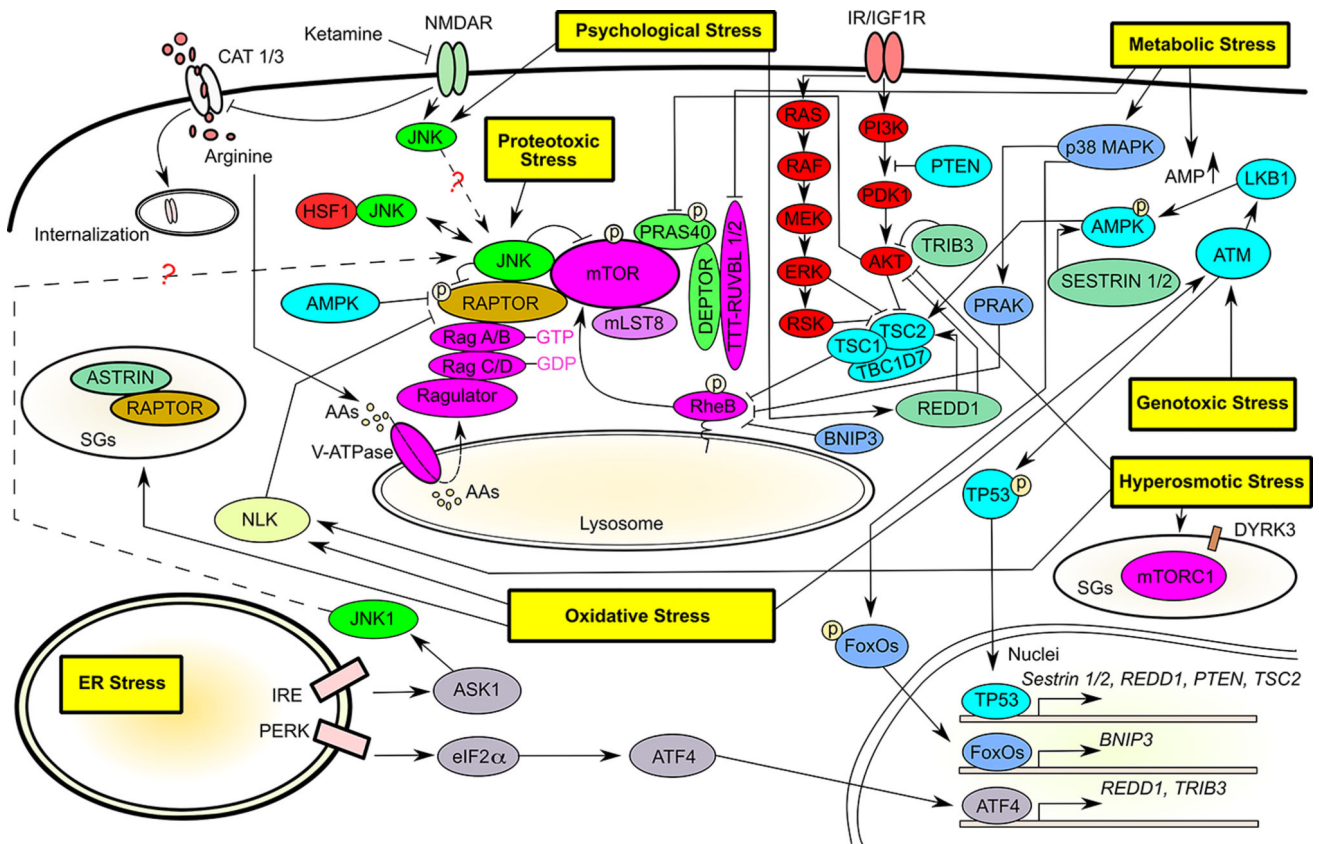 NMDAR
Ketamine
CAT 1/3
Psychological Stress
IR/IGF1R
Metabolic Stress
JNK
Arginine
Proteotoxic
Stress
RAS
PI3K
p38 MAPK
RAF
PTEN
AMP
LKB1
?
HSF1
JNK
PDK1
Internalization
MEK
p
PRAS40
p
AMPK
p
TRIB3
?
JNK
mTOR
TTT-RUVBL 1/2
ERK
AKT
SESTRIN 1/2
ATM
AMPK
p
RAPTOR
DEPTOR
PRAK
mLST8
RSK
TSC2
Rag A/B
GTP
TSC1
TBC1D7
Rag C/D
GDP
ASTRIN
RAPTOR
SGs
Ragulator
p
RheB
REDD1
Genotoxic Stress
AAs
BNIP3
V-ATPase
AAs
TP53
p
Hyperosmotic Stress
NLK
Lysosome
DYRK3
mTORC1
SGs
JNK1
Oxidative Stress
p
FoxOs
Nuclei
ER Stress
IRE
ASK1
Sestrin 1/2, REDD1, PTEN, TSC2
TP53
PERK
eIF2α
ATF4
FoxOs
BNIP3
ATF4
REDD1, TRIB3